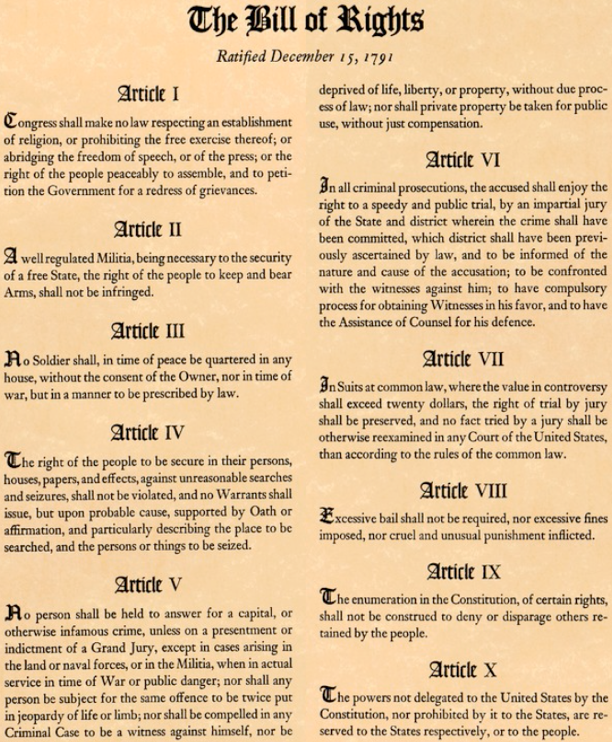 The Bill of Rights
Ratified December 15, 1791
Article I
Congress shall make no law respecting an establishment
of religion, or prohibiting the free exercise thereof; or
abridging the freedom of speech, or of the press; or the
right of the people peaceably to assemble, and to peti-
tion the Government for a redress of grievances.
Article II
A well regulated Militia, being necessary to the security
of a free State, the right of the people to keep and bear
Arms, shall not be infringed.
Article III
No Soldier shall, in time of peace be quartered in any
house, without the consent of the Owner, nor in time of
war, but in a manner to be prescribed by law.
Article IV
The right of the people to be secure in their persons,
houses, papers, and effects, against unreasonable searches
and seizures, shall not be violated, and no Warrants shall
issue, but upon probable cause, supported by Oath or
affirmation, and particularly describing the place to be
searched, and the persons or things to be seized.
Article V
No person shall be held to answer for a capital, or
otherwise infamous crime, unless on a presentment or
indictment of a Grand Jury, except in cases arising in
the land or naval forces, or in the Militia, when in actual
service in time of War or public danger; nor shall any
person be subject for the same offence to be twice put
in jeopardy of life or limb; nor shall be compelled in any
Criminal Case to be a witness against himself, nor be
deprived of life, liberty, or property, without due proc-
ess of law; nor shall private property be taken for public
use, without just compensation.
Article VI
In all criminal prosecutions, the accused shall enjoy the
right to a speedy and public trial, by an impartial jury
of the State and district wherein the crime shall have
been committed, which district shall have been previ-
ously ascertained by law, and to be informed of the
nature and cause of the accusation; to be confronted
with the witnesses against him; to have compulsory
process for obtaining Witnesses in his favor, and to have
the Assistance of Counsel for his defence.
Article VII
In Suits at common law, where the value in controversy
shall exceed twenty dollars, the right of trial by jury
shall be preserved, and no fact tried by a jury shall be
otherwise reexamined in any Court of the United States,
than according to the rules of the common law.
Article VIII
Excessive bail shall not be required, nor excessive fines
imposed, nor cruel and unusual punishment inflicted.
Article IX
The enumeration in the Constitution, of certain rights,
shall not be construed to deny or disparage others re-
tained by the people.
Article X
The powers not delegated to the United States by the
Constitution, nor prohibited by it to the States, are re-
served to the States respectively, or to the people.